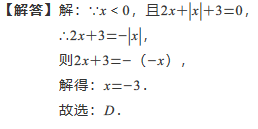 【解答】解：∵x<0，且2x+|x|+3=0，
∴2x+3=-|x|，
则2x+3=-（-x），
解得：x=-3．
故选：D．